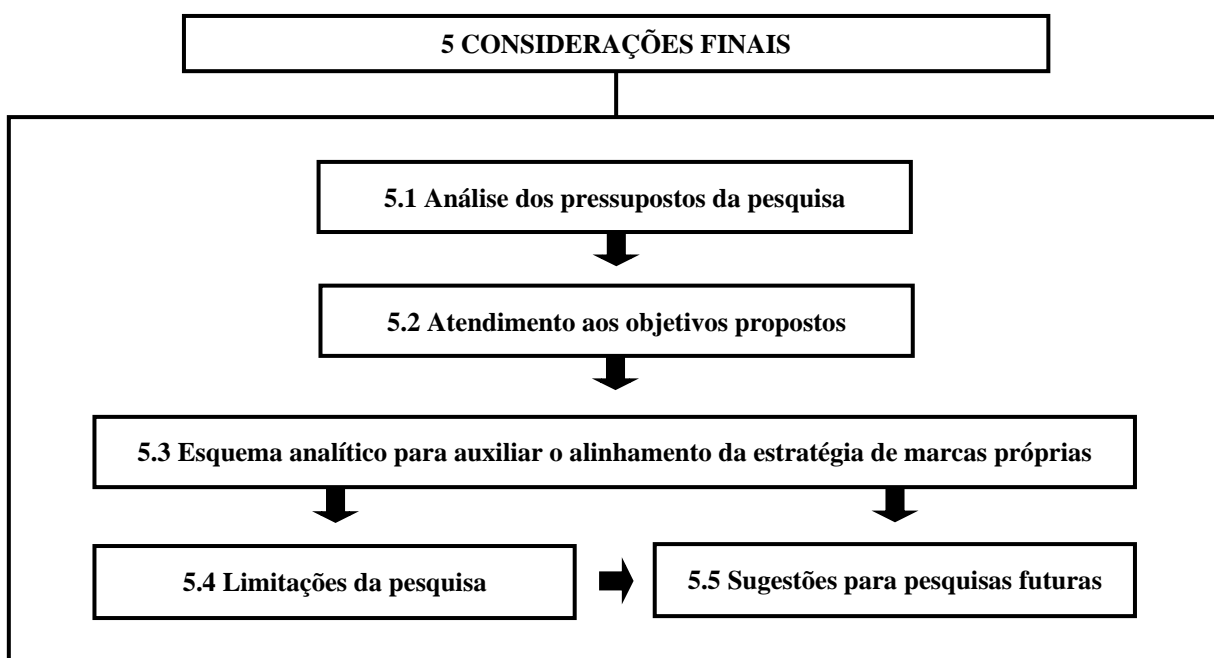 5 CONSIDERAÇÕES FINAIS
5.1 Análise dos pressupostos da pesquisa
5.2 Atendimento aos objetivos propostos
5.3 Esquema analítico para auxiliar o alinhamento da estratégia de marcas próprias
5.4 Limitações da pesquisa
5.5 Sugestões para pesquisas futuras